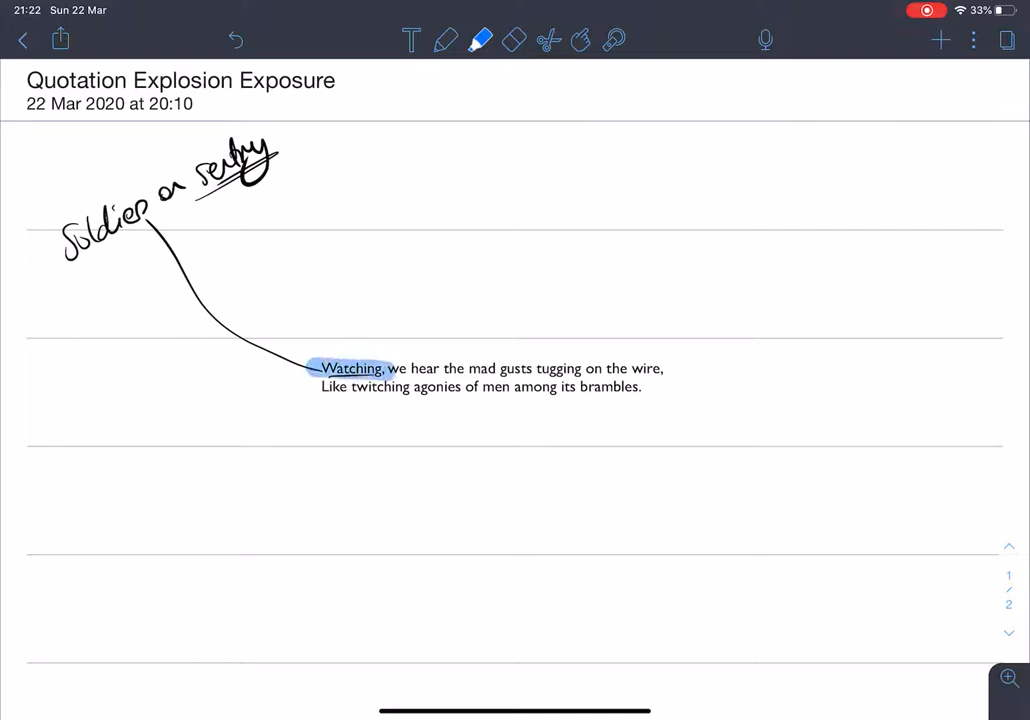 21:22 Sun 22 Mar
33%
T
Quotation Explosion Exposure
22 Mar 2020 at 20:10
Soldier on sentry
Watching, we hear the mad gusts tugging on the wire,
Like twitching agonies of men among its brambles.
1
/
2